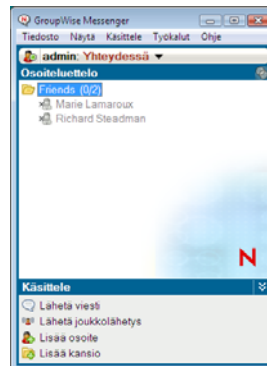 GroupWise Messenger
Tiedosto Näytä Käsittele Työkalut Ohje
admin: Yhteydessä
Osoiteluettelo
Friends (0/2)
Marie Lamaroux
Richard Steadman
N
Käsittele
Lähetä viesti
Lähetä joukkolähetys
Lisää osoite
Lisää kansio